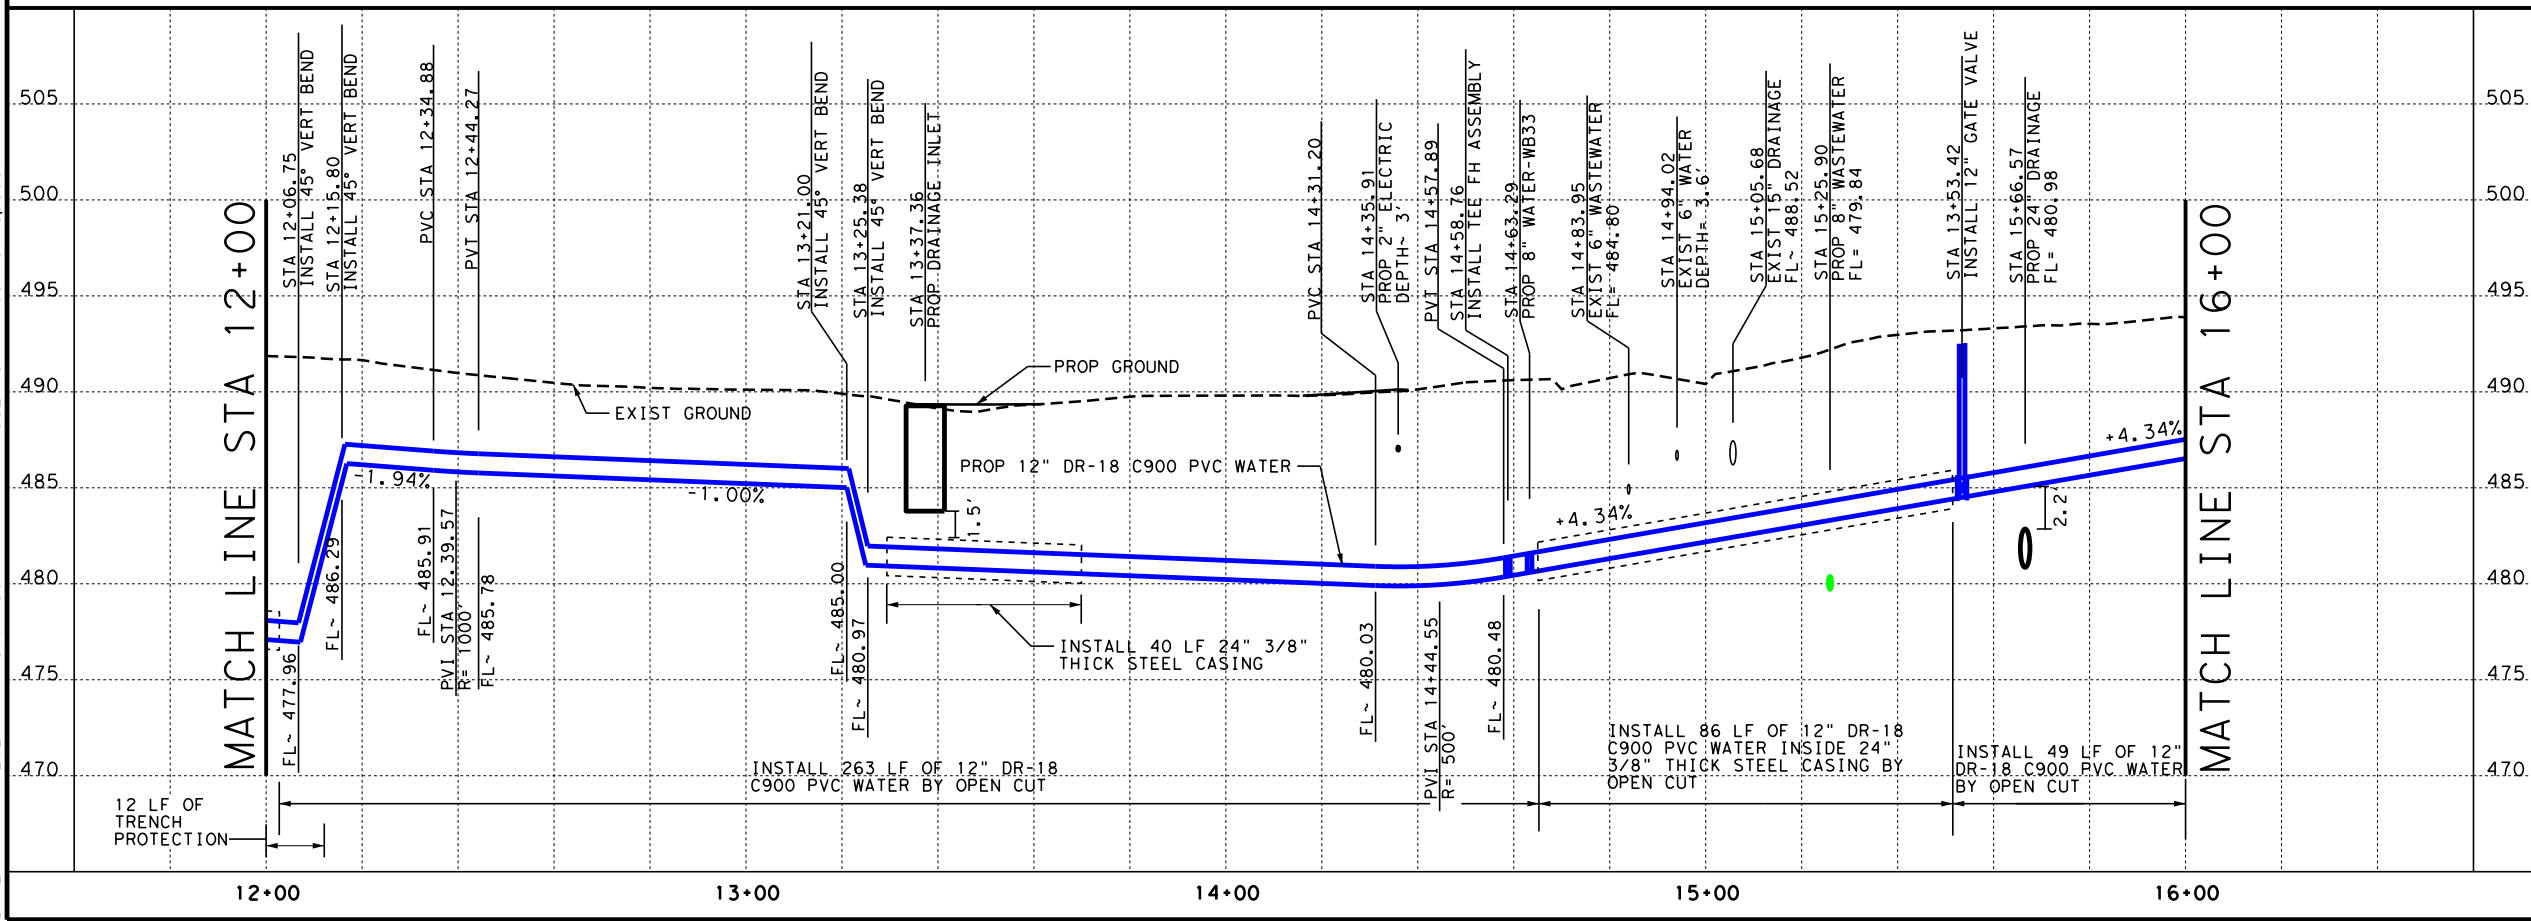 505
500
495
490
485
480
475
470
505
500
495
490
485
480
475
470
MATCH LINE STA 12+00
STA 12+06.75
INSTALL 45° VERT BEND
STA 12+15.80
INSTALL 45° VERT BEND
PVC STA 12+34.88
PVT STA 12+44.27
STA 13+21.00
INSTALL 45° VERT BEND
STA 13+25.38
INSTALL 45° VERT BEND
STA 13+37.36
PROP DRAINAGE INLET
PVC STA 14+31.20
STA 14+35.91
PROP 2" ELECTRIC
DEPTH~ 3'
PVT STA 14+57.89
STA 14+58.76
INSTALL TEE FH ASSEMBLY
STA 14+63.29
PROP 8" WATER-WB33
STA 14+83.95
EXIST 6" WASTEWATER
FL= 484.80
STA 14+94.02
EXIST 6" WATER
DEPTH= 3.6'
STA 15+05.68
EXIST 15" DRAINAGE
FL~ 488.52
STA 15+25.90
PROP 8" WASTEWATER
FL= 479.84
STA 13+53.42
INSTALL 12" GATE VALVE
STA 15+66.57
PROP 24" DRAINAGE
FL= 480.98
MATCH LINE STA 16+00
EXIST GROUND
PROP GROUND
PROP 12" DR-18 C900 PVC WATER
-1.94%
-1.00%
+4.34%
+4.34%
1.5'
2.2'
FL~ 477.96
FL~ 486.29
FL~ 485.91
PVI STA 12.39.57
R= 1000'
FL~ 485.78
FL~ 485.00
FL~ 480.97
INSTALL 40 LF 24" 3/8"
THICK STEEL CASING
FL~ 480.03
PVI STA 14+44.55
R= 500'
FL~ 480.48
INSTALL 263 LF OF 12" DR-18
C900 PVC WATER BY OPEN CUT
INSTALL 86 LF OF 12" DR-18
C900 PVC WATER INSIDE 24"
3/8" THICK STEEL CASING BY
OPEN CUT
INSTALL 49 LF OF 12"
DR-18 C900 PVC WATER
BY OPEN CUT
12 LF OF
TRENCH
PROTECTION
12+00
13+00
14+00
15+00
16+00